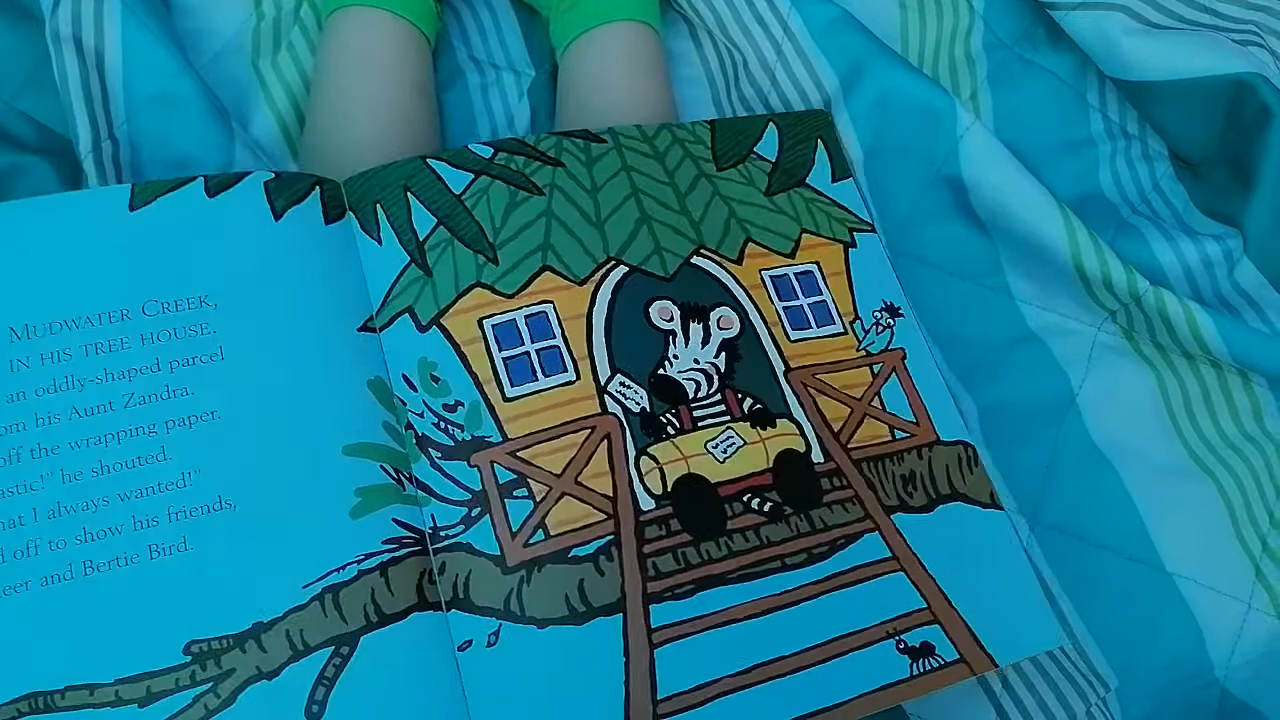 MUDWATER CREEK,
IN HIS TREE HOUSE.
an oddly-shaped parcel
om his Aunt Zandra.
off the wrapping paper.
astic!" he shouted.
hat I always wanted!"
d off to show his friends,
eer and Bertie Bird.